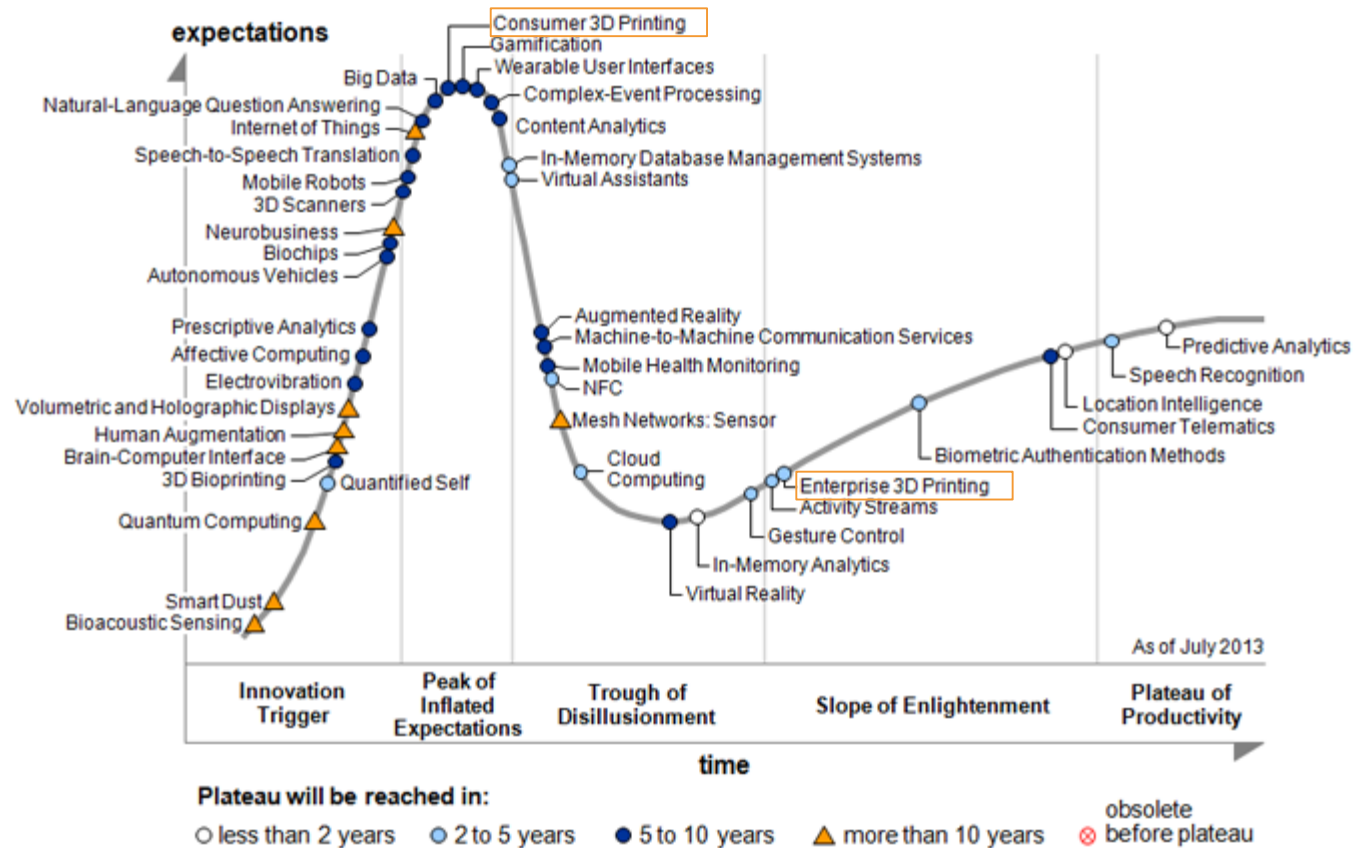 expectations
Consumer 3D Printing
Gamification
Wearable User Interfaces
Big Data
Complex-Event Processing
Natural-Language Question Answering
Internet of Things
Content Analytics
Speech-to-Speech Translation
In-Memory Database Management Systems
Mobile Robots
Virtual Assistants
3D Scanners
Neurobusiness
Biochips
Autonomous Vehicles
Augmented Reality
Prescriptive Analytics
Machine-to-Machine Communication Services
Affective Computing
Mobile Health Monitoring
Electrovibration
NFC
Volumetric and Holographic Displays
Mesh Networks: Sensor
Human Augmentation
Brain-Computer Interface
3D Bioprinting
Quantified Self
Cloud
Computing
Quantum Computing
Smart Dust
Bioacoustic Sensing
Predictive Analytics
Speech Recognition
Location Intelligence
Consumer Telematics
Biometric Authentication Methods
Enterprise 3D Printing
Activity Streams
Gesture Control
In-Memory Analytics
Virtual Reality
As of July 2013
Innovation
Trigger
Peak of
Inflated
Expectations
Trough of
Disillusionment
Slope of Enlightenment
Plateau of
Productivity
time
Plateau will be reached in:
less than 2 years
2 to 5 years
5 to 10 years
more than 10 years
obsolete
before plateau